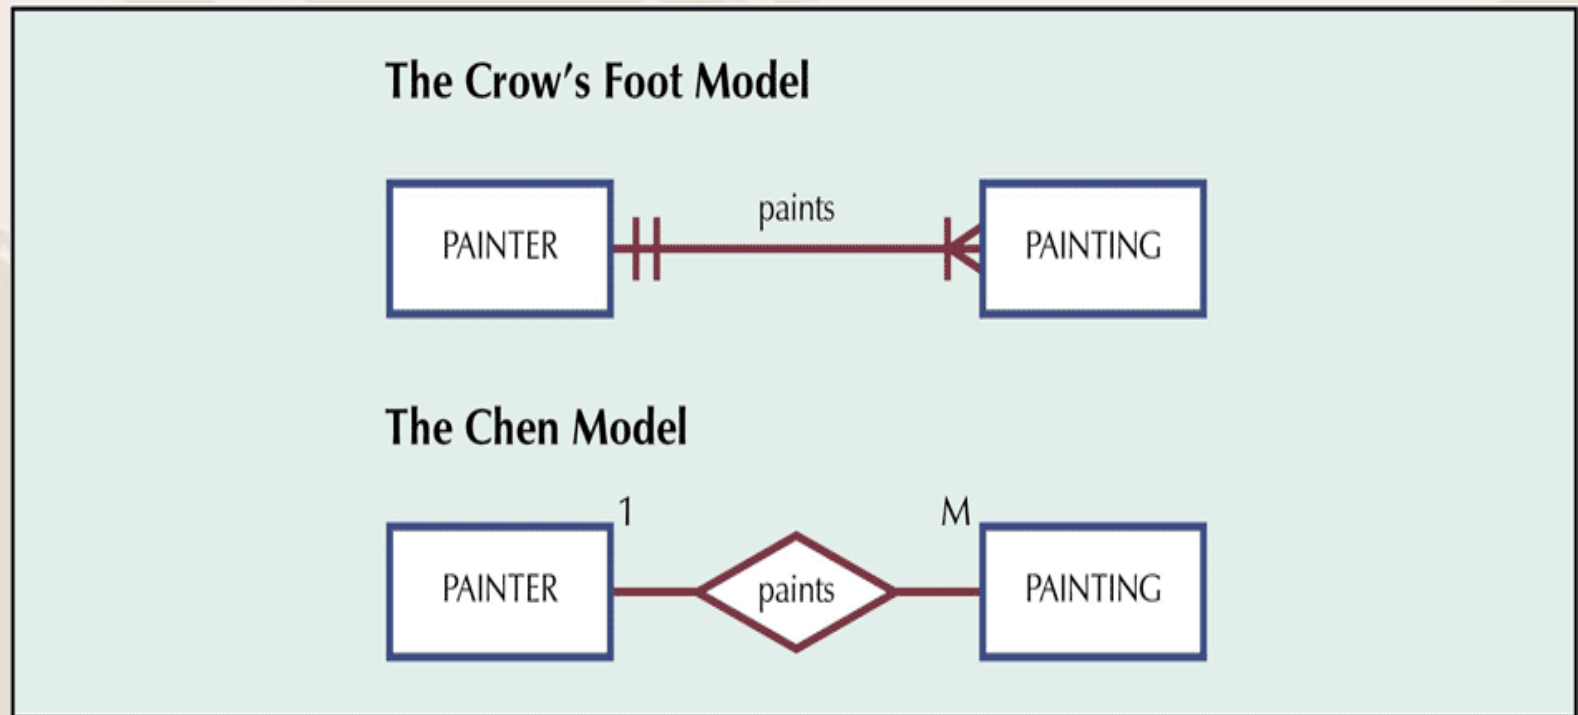 The Crow's Foot Model
paints
PAINTER
PAINTING
The Chen Model
1
M
PAINTER
paints
PAINTING